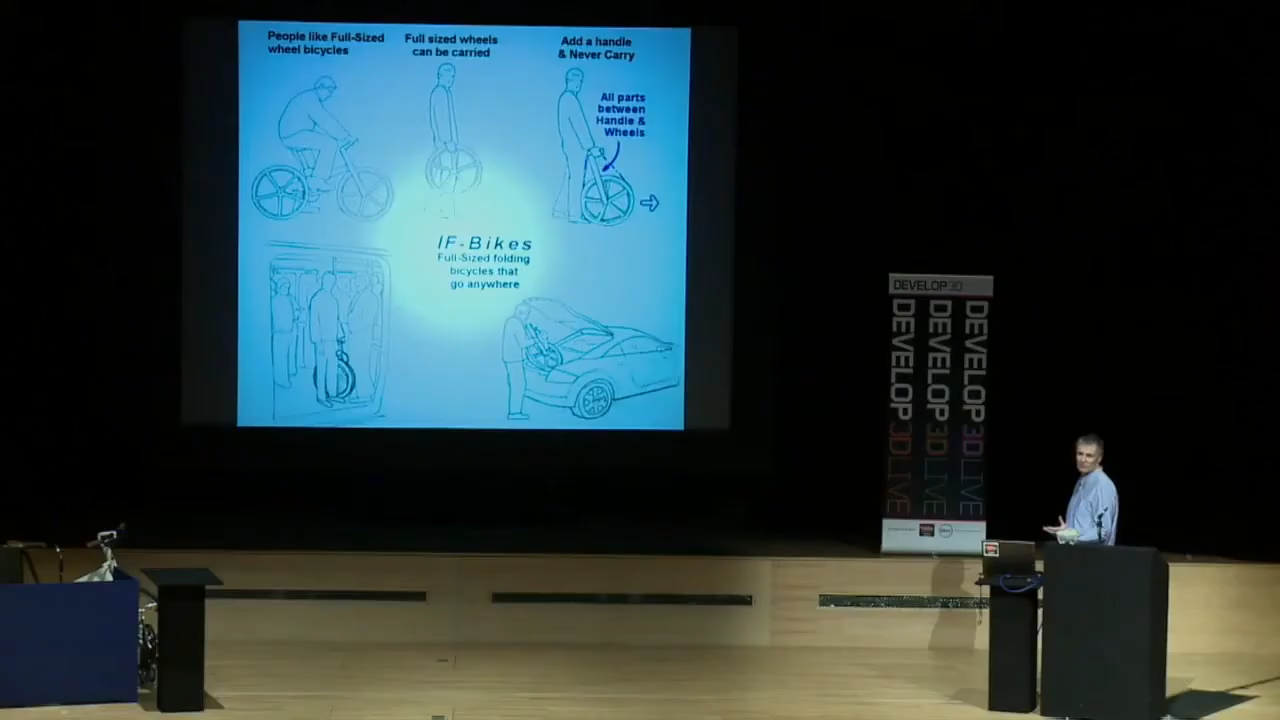 People like Full-Sized
wheel bicycles
Full sized wheels
can be carried
Add a handle
& Never Carry
All parts
between
Handle &
Wheels
IF-Bikes
Full-Sized folding
bicycles that
go anywhere
DEVELOP3D
DEVELOP3DLIVE
DEVELOP3DLIVE
DEVELOP3DLIVE